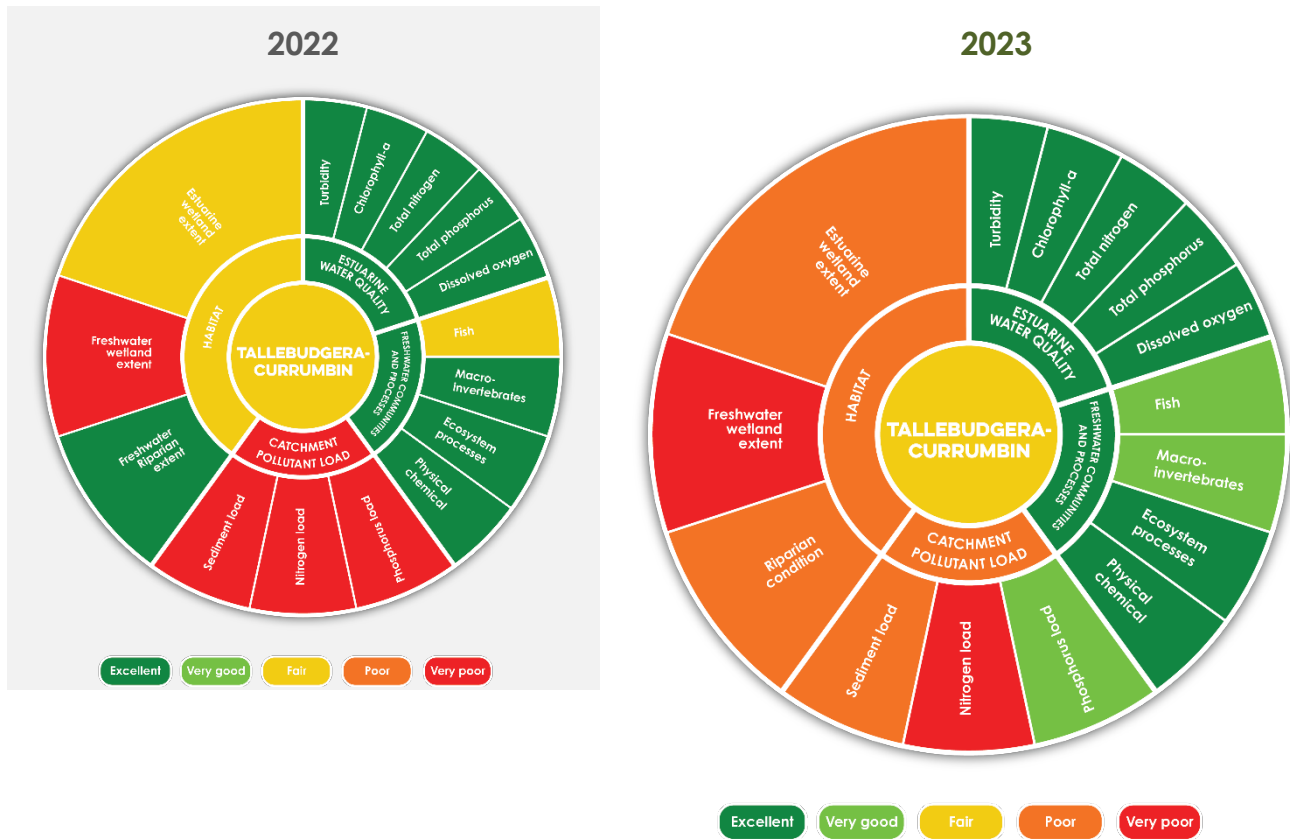 2022
Turbidity
Chlorophyll-a
Total nitrogen
Total phosphorus
Dissolved oxygen
Fish
Macro-
invertebrates
Ecosystem
processes
Physical
chemical
Phosphorus load
Nitrogen load
Sediment load
Freshwater
Riparian
extent
Freshwater
wetland
extent
Estuarine
wetland
extent
ESTUARINE
WATER QUALITY
FRESHWATER COMMUNITIES
AND PROCESSES
CATCHMENT
POLLUTANT LOAD
HABITAT
TALLEBUDGERA-
CURRUMBIN
Excellent
Very good
Fair
Poor
Very poor
2023
Turbidity
Chlorophyll-a
Total nitrogen
Total phosphorus
Dissolved oxygen
Fish
Macro-
invertebrates
Ecosystem
processes
Physical
chemical
Phosphorus load
Nitrogen load
Sediment load
Riparian
condition
Freshwater
wetland
extent
Estuarine
wetland
extent
ESTUARINE
WATER QUALITY
FRESHWATER COMMUNITIES
AND PROCESSES
CATCHMENT
POLLUTANT LOAD
HABITAT
TALLEBUDGERA-
CURRUMBIN
Excellent
Very good
Fair
Poor
Very poor